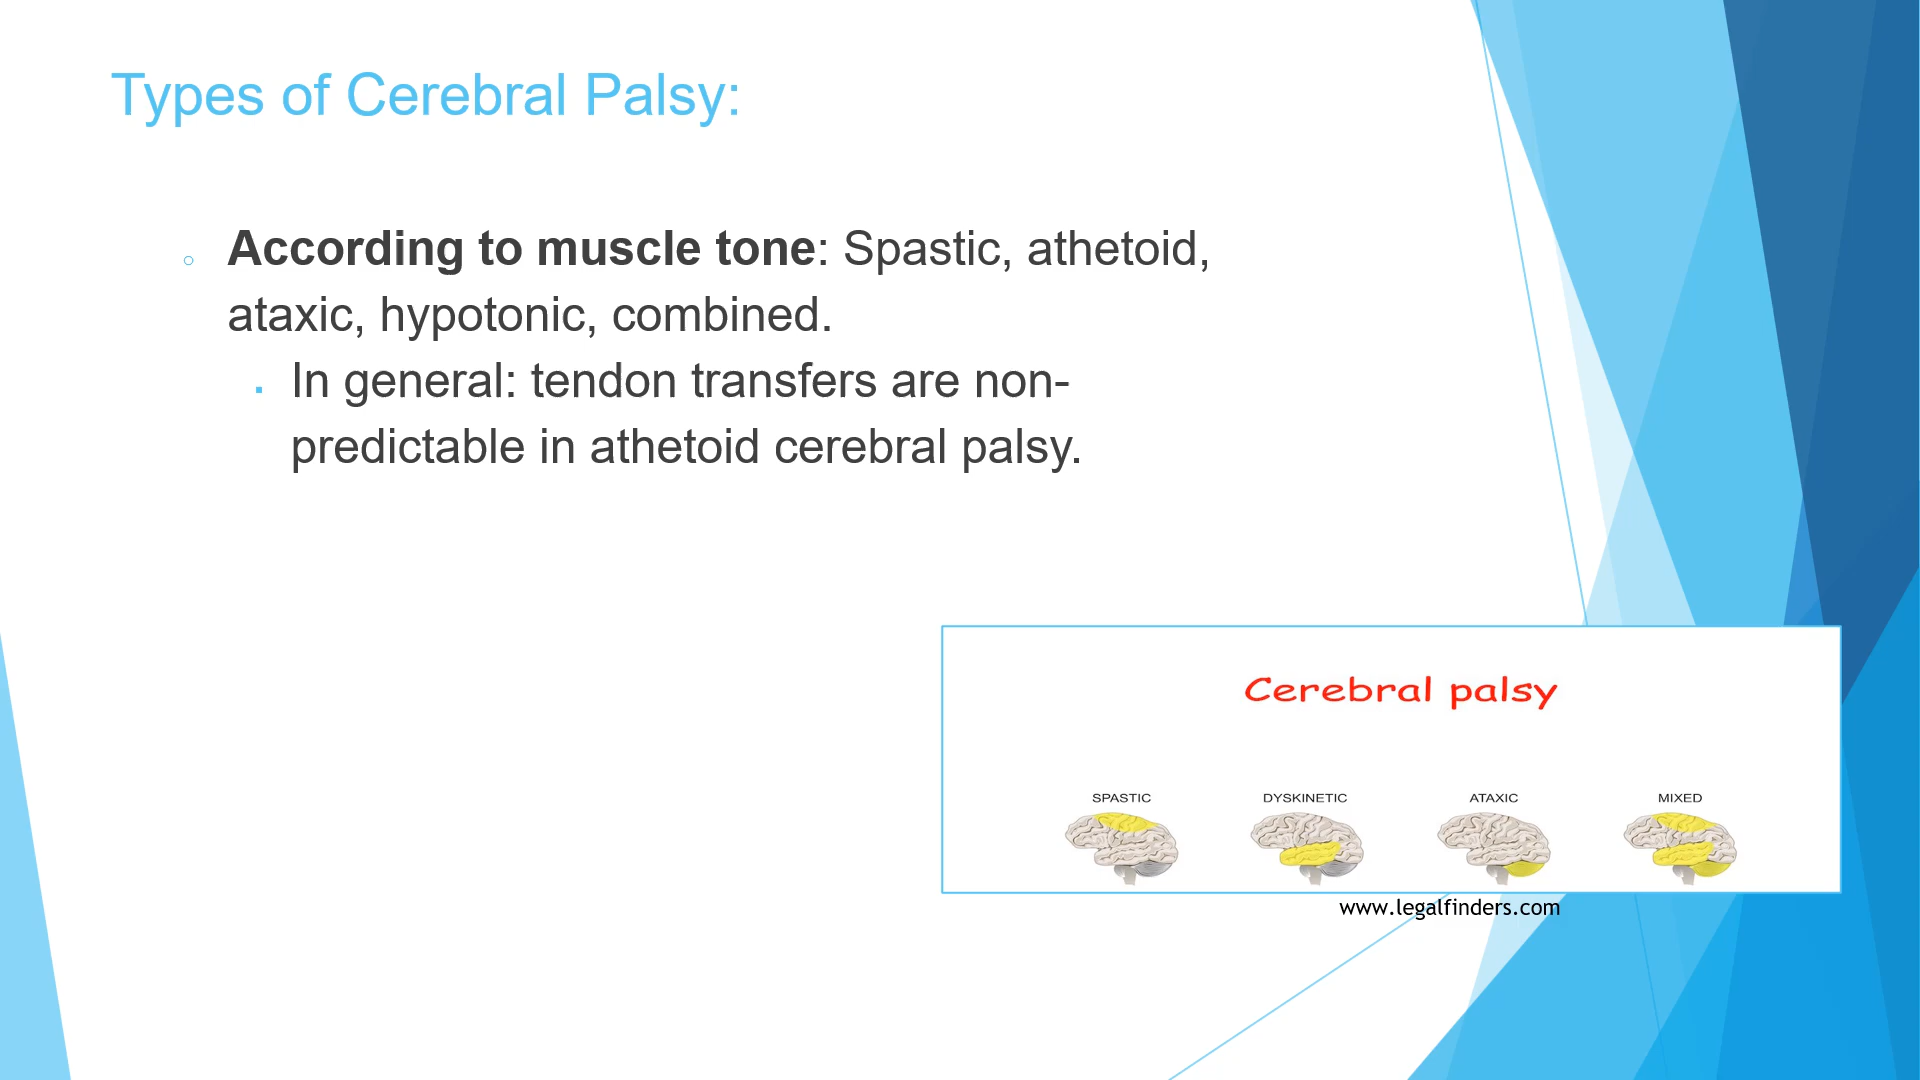 Types of Cerebral Palsy:
According to muscle tone: Spastic, athetoid,
ataxic, hypotonic, combined.
In general: tendon transfers are non-
predictable in athetoid cerebral palsy.
Cerebral palsy
SPASTIC DYSKINETIC ATAXIC MIXED
www.legalfinders.com